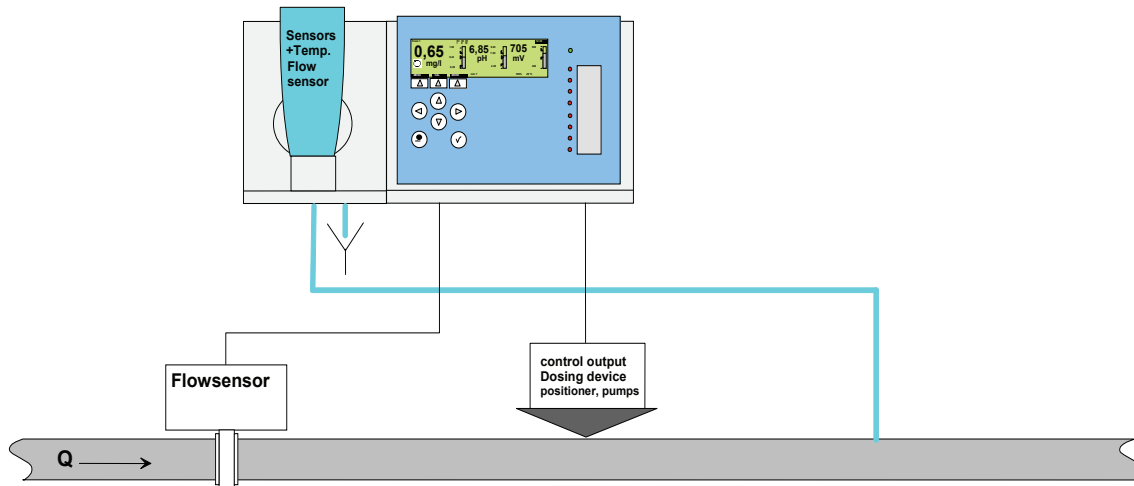 Sensors
+Temp.
Flow
sensor
0,65
mg/l
6,85
pH
705
mV
Flowsensor
control output
Dosing device
positioner, pumps
Q